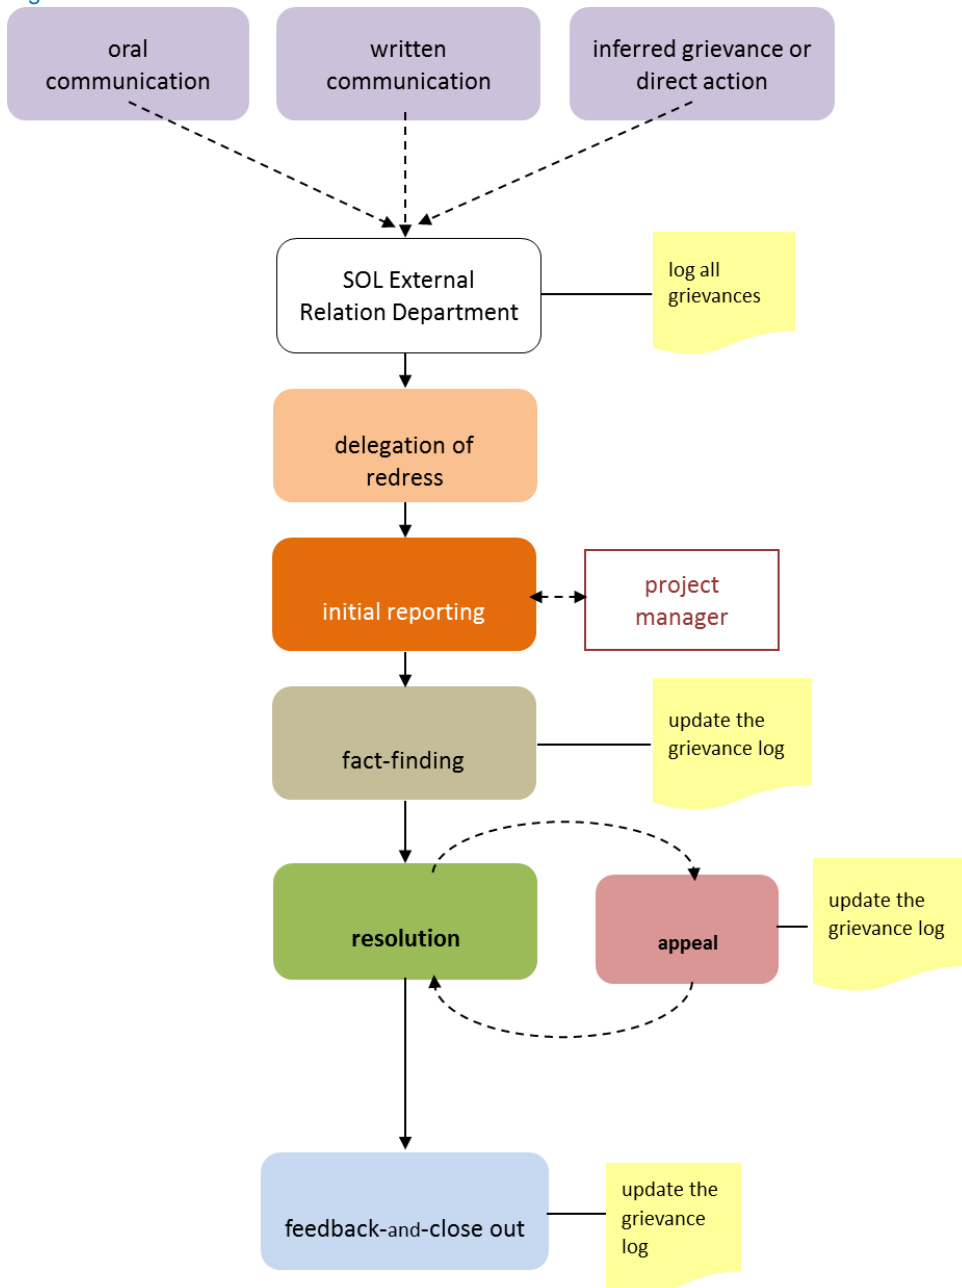 oral
communication
written
communication
inferred grievance or
direct action
SOL External
Relation Department
log all
grievances
delegation of
redress
initial reporting
project
manager
fact-finding
update the
grievance log
resolution
appeal
update the
grievance log
feedback-and-close out
update the
grievance
log